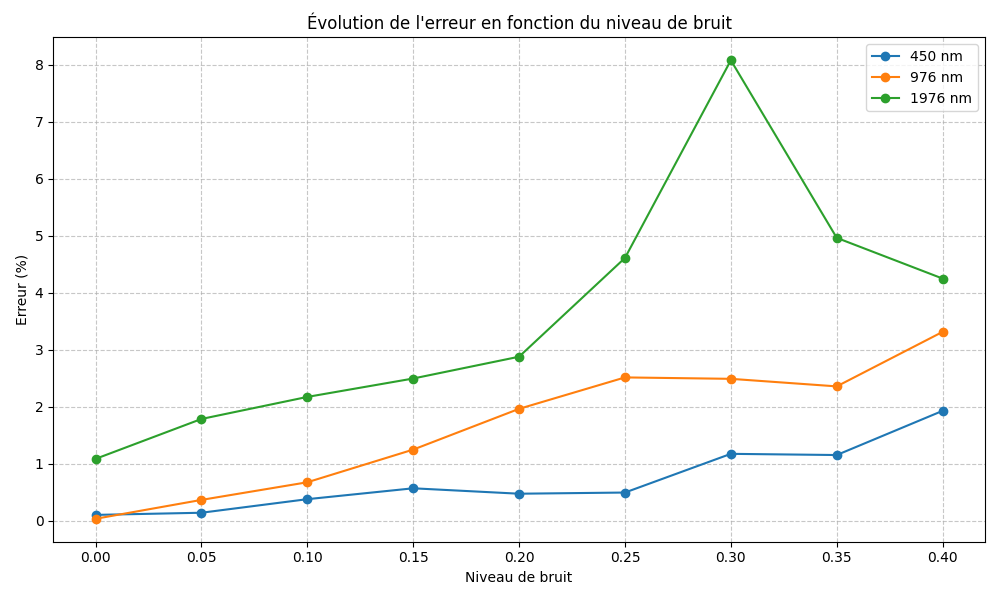 Évolution de l'erreur en fonction du niveau de bruit
450 nm
976 nm
1976 nm
Erreur (%)
8
7
6
5
4
3
2
1
0
0.00 0.05 0.10 0.15 0.20 0.25 0.30 0.35 0.40
Niveau de bruit